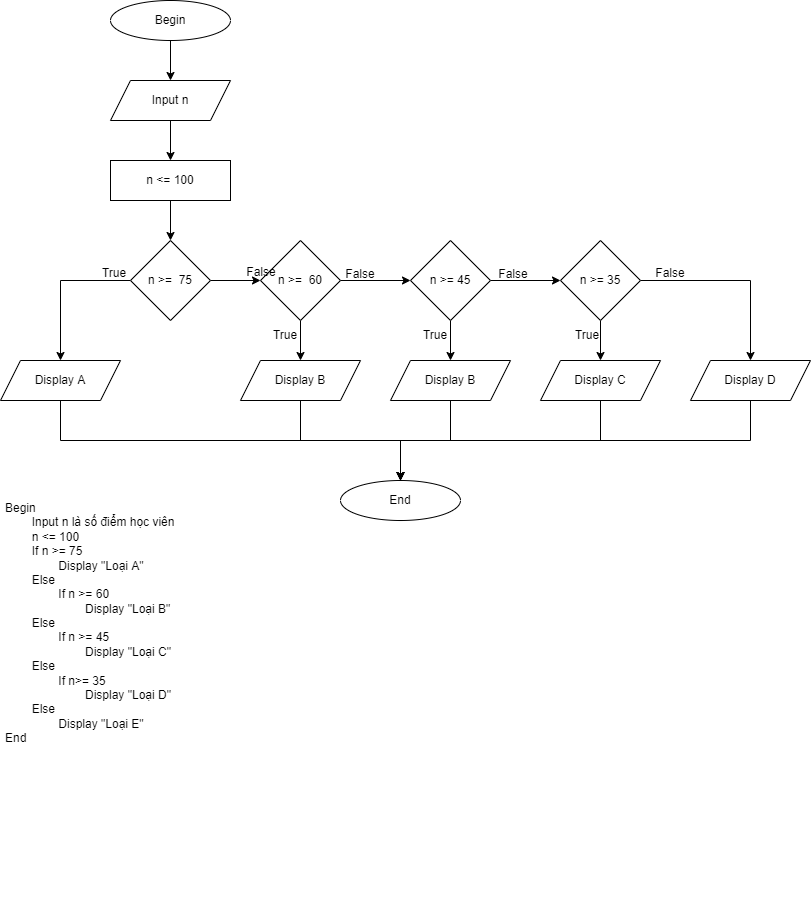 Begin
Input n
n <= 100
True
n >= 75
False
n >= 60
False
n >= 45
False
n >= 35
False
True
True
True
Display A
Display B
Display B
Display C
Display D
End
Begin
Input n là số điểm học viên
n <= 100
If n >= 75
Display "Loại A"
Else
If n >= 60
Display "Loại B"
Else
If n >= 45
Display "Loại C"
Else
If n>= 35
Display "Loại D"
Else
Display "Loại E"
End